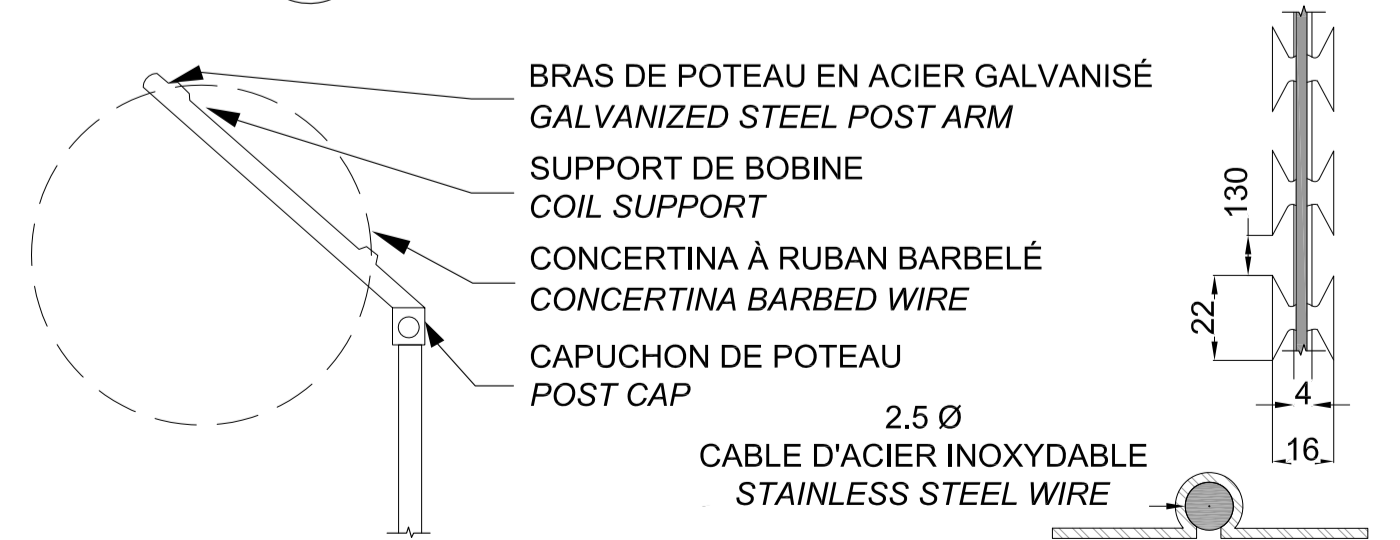 BRAS DE POTEAU EN ACIER GALVANISÉ
GALVANIZED STEEL POST ARM
SUPPORT DE BOBINE
COIL SUPPORT
CONCERTINA À RUBAN BARBELÉ
CONCERTINA BARBED WIRE
CAPUCHON DE POTEAU
POST CAP
2.5 Ø
CABLE D'ACIER INOXYDABLE
STAINLESS STEEL WIRE
130
22
4
16